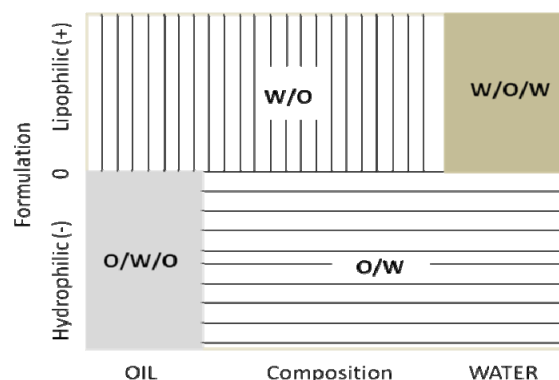 Formulation
Lipophilic (+)
0
Hydrophilic (-)
W/O
W/O/W
O/W/O
O/W
OIL Composition WATER